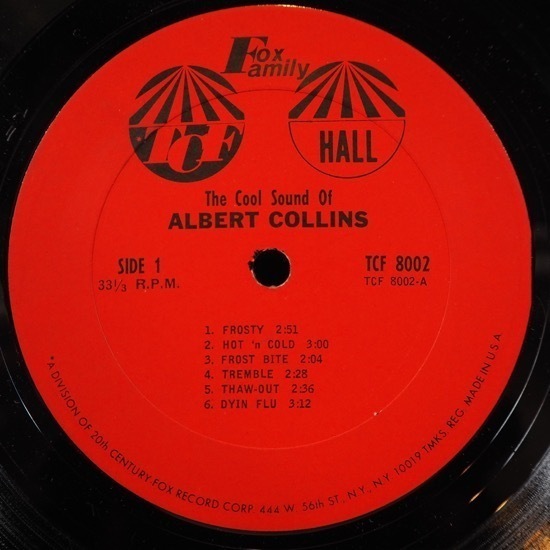 Fox
Family
TCF
HALL
The Cool Sound Of
ALBERT COLLINS
SIDE 1
33⅓ R.P.M.
TCF 8002
TCF 8002-A
1. FROSTY 2:51
2. HOT 'n COLD 3:00
3. FROST BITE 2:04
4. TREMBLE 2:28
5. THAW-OUT 2:36
6. DYIN FLU 3:12
*A DIVISION OF 20th CENTURY-FOX RECORD CORP. 444 W. 56th ST., N.Y., N.Y. 10019 TMKS. REG. MADE IN U.S.A.